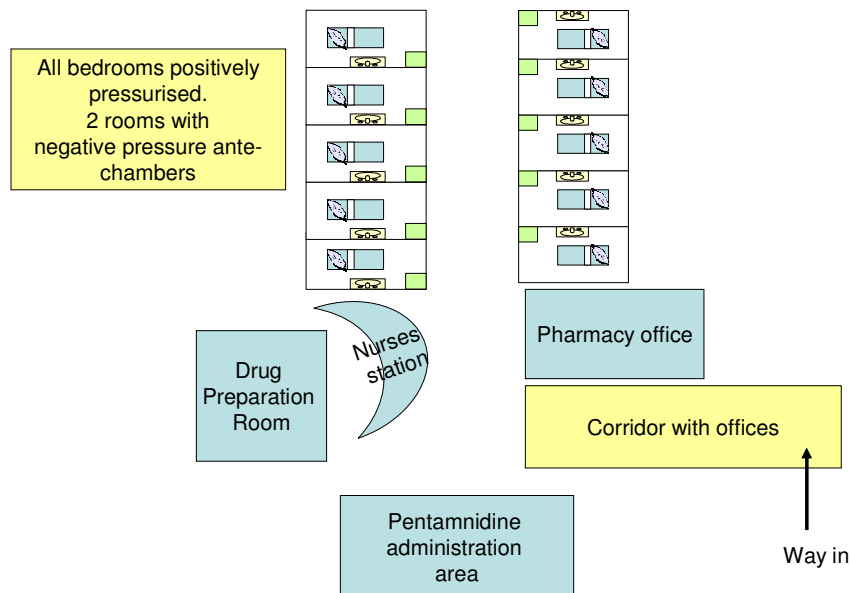 All bedrooms positively
pressurised.
2 rooms with
negative pressure ante-
chambers
Nurses
station
Pharmacy office
Drug
Preparation
Room
Corridor with offices
Pentamnidine
administration
area
Way in